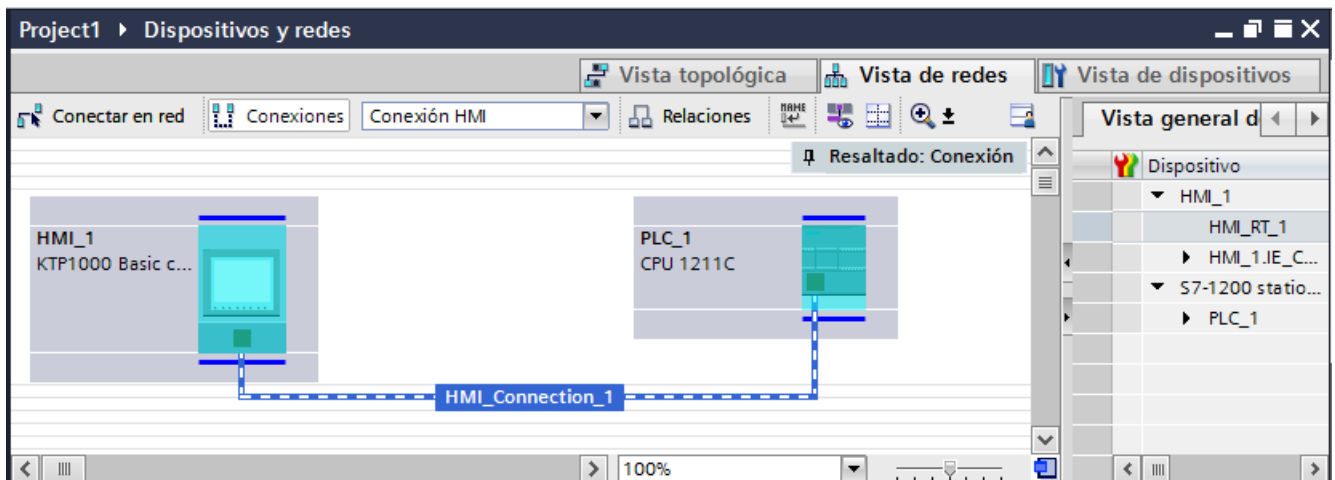 Project1 ▸ Dispositivos y redes
Vista topológica Vista de redes Vista de dispositivos
Conectar en red Conexiones Conexión HMI Relaciones NAME Vista general d
Resaltado: Conexión
Dispositivo
HMI_1
HMI_RT_1
HMI_1.IE_C...
S7-1200 statio...
PLC_1
HMI_1
KTP1000 Basic c...
PLC_1
CPU 1211C
HMI_Connection_1
100%